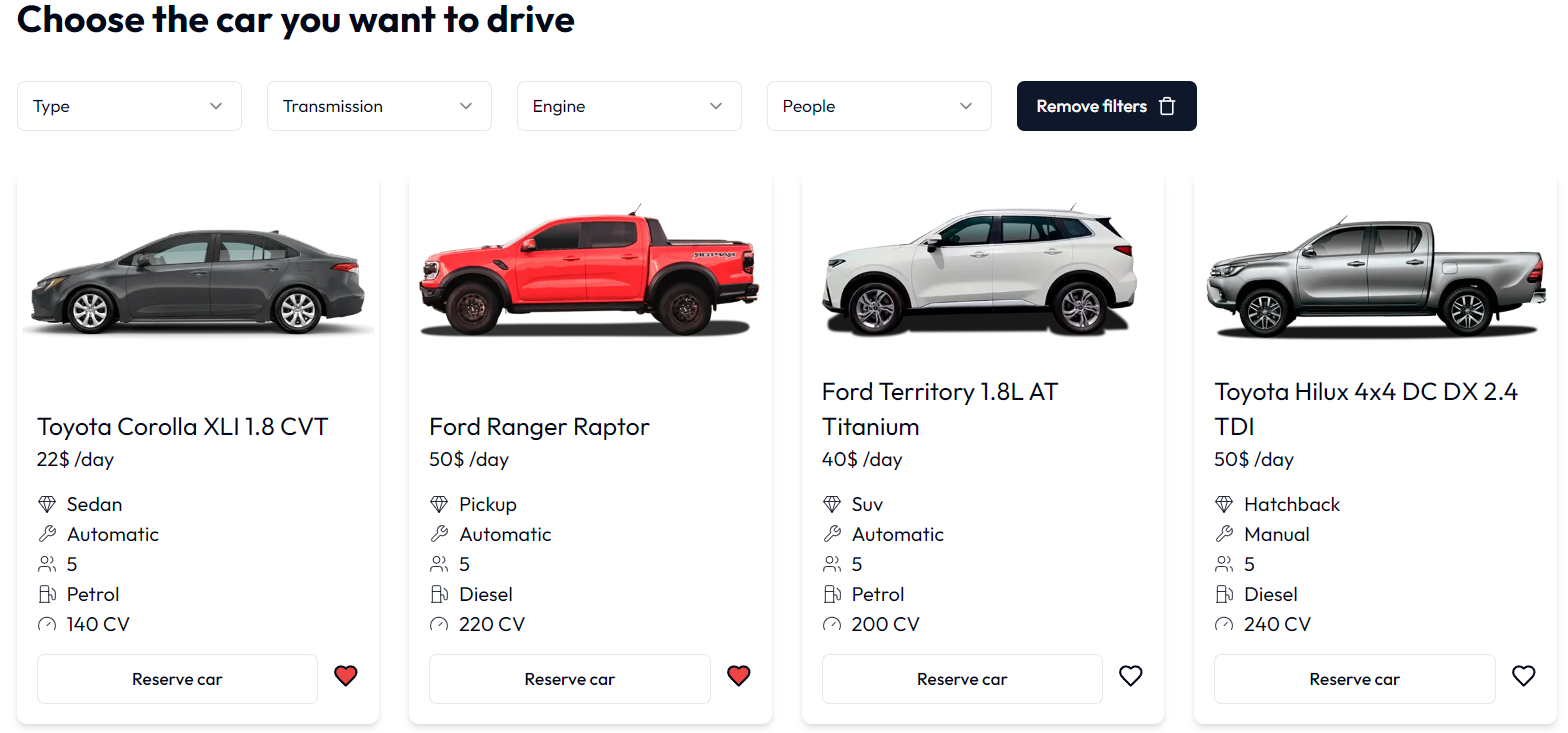 Choose the car you want to drive
Type
Transmission
Engine
People
Remove filters
Toyota Corolla XLI 1.8 CVT
22$ /day
Sedan
Automatic
5
Petrol
140 CV
Reserve car
Ford Ranger Raptor
50$ /day
Pickup
Automatic
5
Diesel
220 CV
Reserve car
Ford Territory 1.8L AT
Titanium
40$ /day
Suv
Automatic
5
Petrol
200 CV
Reserve car
Toyota Hilux 4x4 DC DX 2.4
TDI
50$ /day
Hatchback
Manual
5
Diesel
240 CV
Reserve car